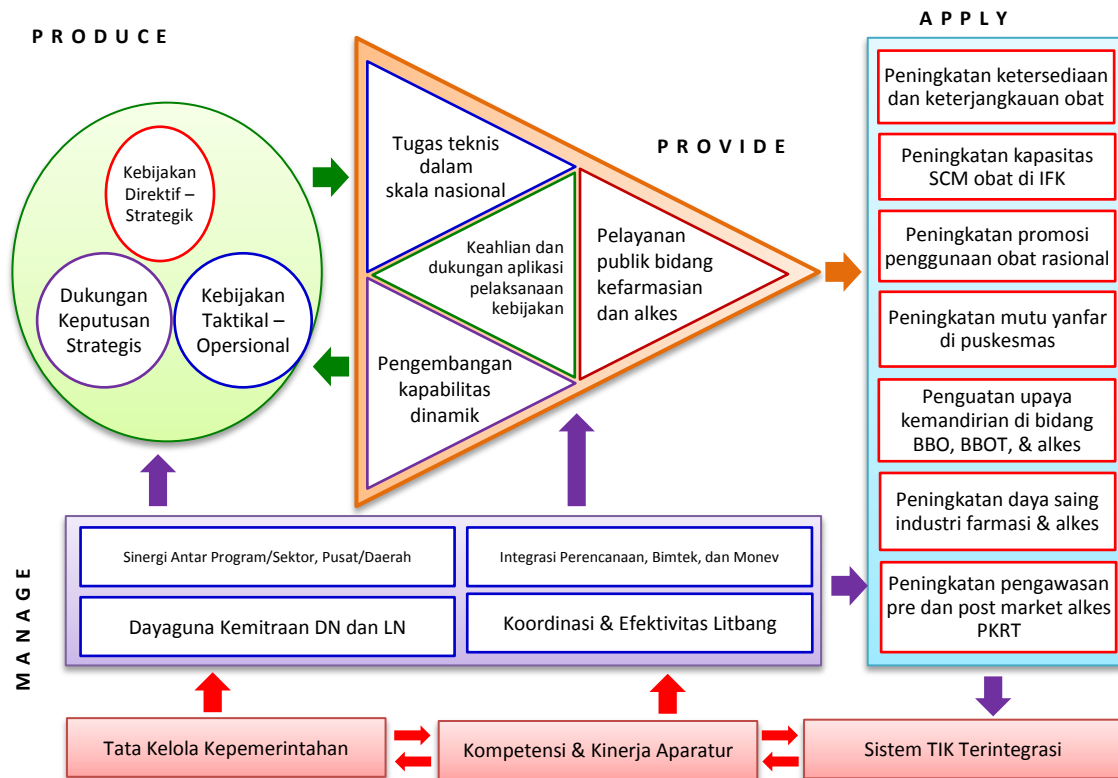 PRODUCE
Kebijakan
Direktif –
Strategik
Dukungan
Keputusan
Strategis
Kebijakan
Taktikal –
Opersional
Tugas teknis
dalam
skala nasional
Keahlian dan
dukungan aplikasi
pelaksanaan
kebijakan
Pengembangan
kapabilitas
dinamik
PROVIDE
Pelayanan
publik bidang
kefarmasian
dan alkes
APPLY
Peningkatan ketersediaan
dan keterjangkauan obat
Peningkatan kapasitas
SCM obat di IFK
Peningkatan promosi
penggunaan obat rasional
Peningkatan mutu yanfar
di puskesmas
Penguatan upaya
kemandirian di bidang
BBO, BBOT, & alkes
Peningkatan daya saing
industri farmasi & alkes
Peningkatan pengawasan
pre dan post market alkes
PKRT
MANAGE
Sinergi Antar Program/Sektor, Pusat/Daerah
Integrasi Perencanaan, Bimtek, dan Monev
Dayaguna Kemitraan DN dan LN
Koordinasi & Efektivitas Litbang
Tata Kelola Kepemerintahan
Kompetensi & Kinerja Aparatur
Sistem TIK Terintegrasi